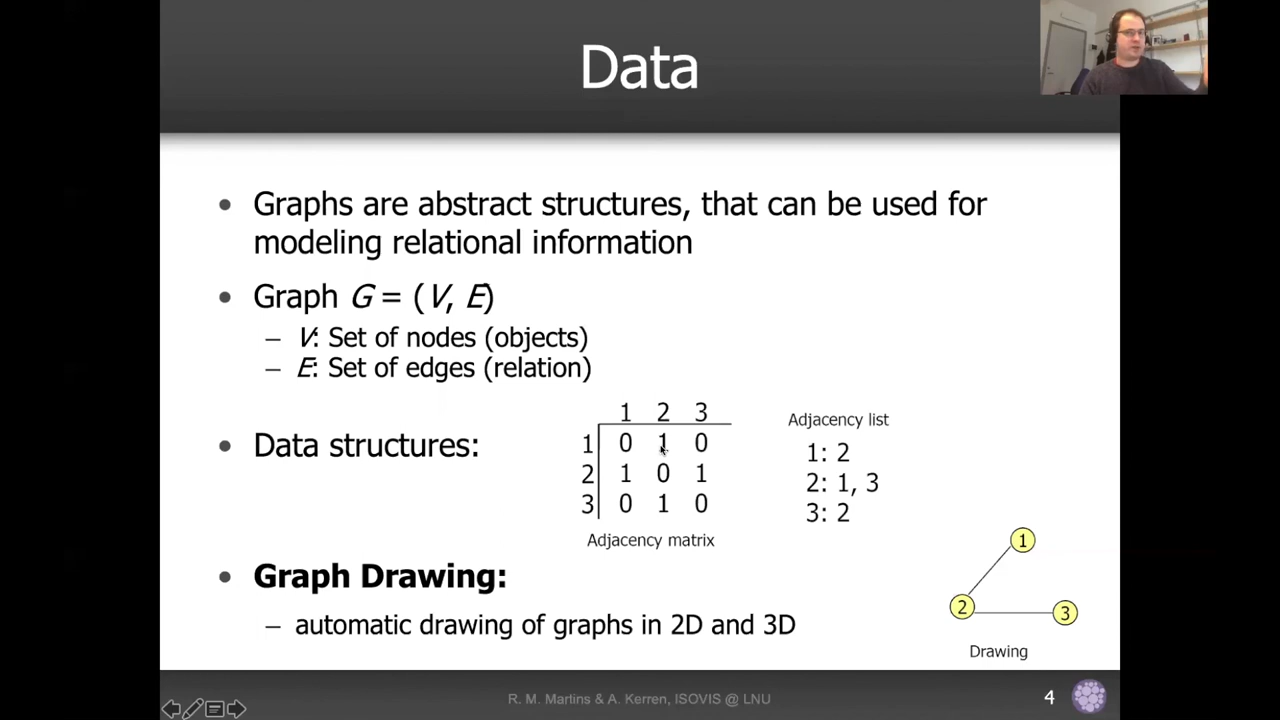 Data
Graphs are abstract structures, that can be used for
modeling relational information
Graph G = (V, E)
– V: Set of nodes (objects)
– E: Set of edges (relation)
Data structures:
1 2 3
1 0 1 0
2 1 0 1
3 0 1 0
Adjacency matrix
Adjacency list
1: 2
2: 1, 3
3: 2
Graph Drawing:
– automatic drawing of graphs in 2D and 3D
1
2
3
Drawing
R. M. Martins & A. Kerren, ISOVIS @ LNU
4